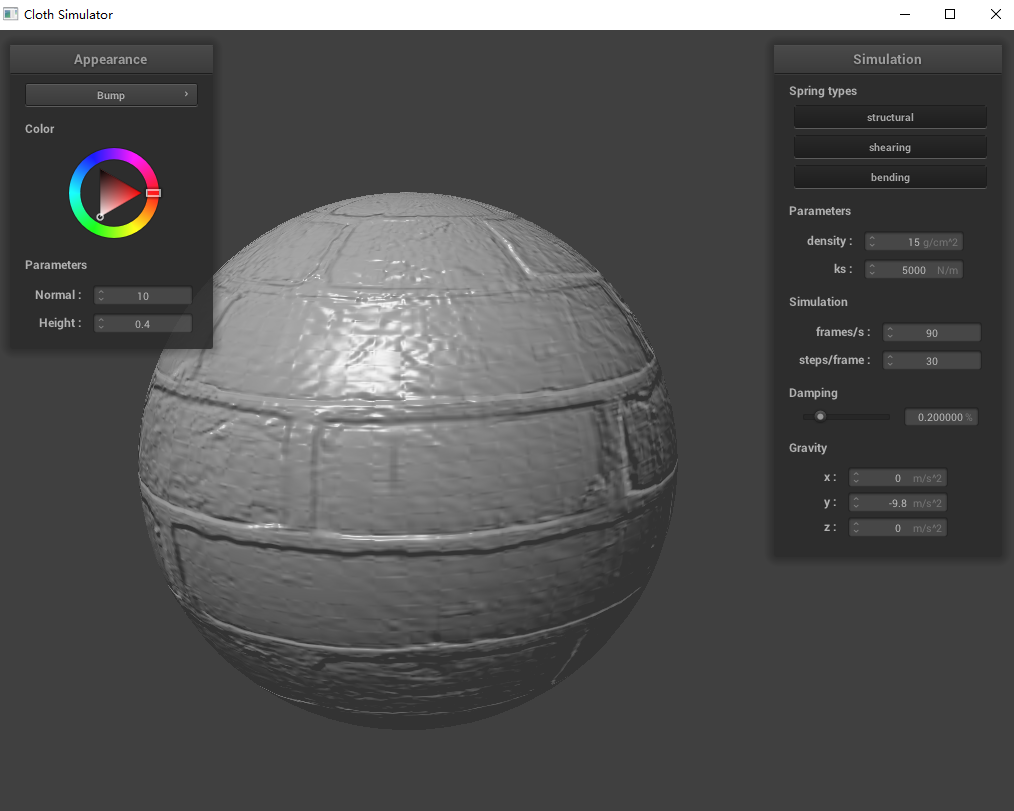 Cloth Simulator
Appearance
Bump
Color
Parameters
Normal : 10
Height : 0.4
Simulation
Spring types
structural
shearing
bending
Parameters
density : 15 g/cm^2
ks : 5000 N/m
Simulation
frames/s : 90
steps/frame : 30
Damping
0.200000 %
Gravity
x : 0 m/s^2
y : -9.8 m/s^2
z : 0 m/s^2